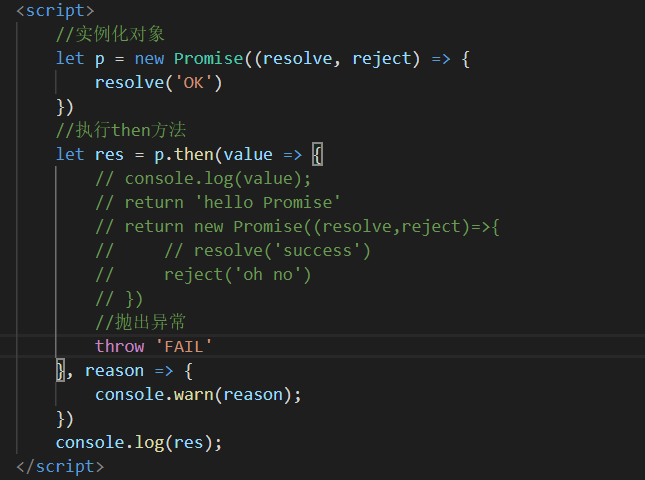 <script>
//实例化对象
let p = new Promise((resolve, reject) => {
resolve('OK')
})
//执行then方法
let res = p.then(value => {
// console.log(value);
// return 'hello Promise'
// return new Promise((resolve,reject)=>{
//     // resolve('success')
//     reject('oh no')
// })
//抛出异常
throw 'FAIL'
}, reason => {
console.warn(reason);
})
console.log(res);
</script>